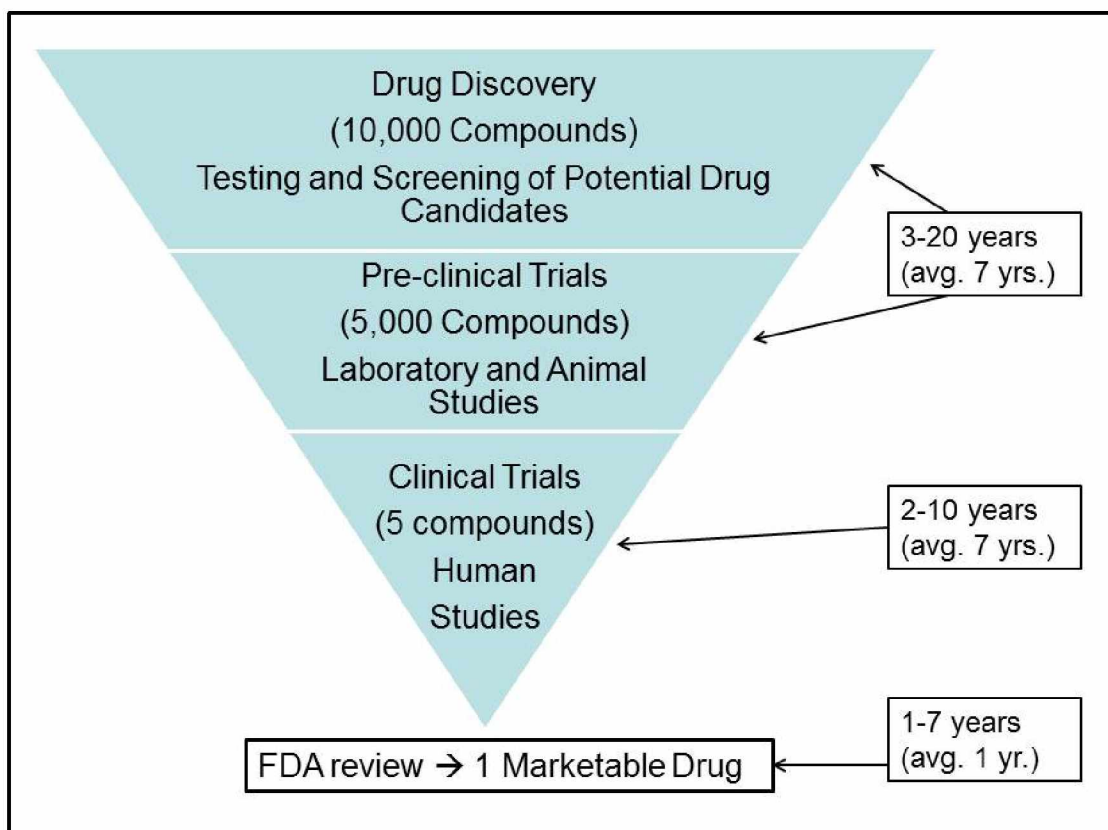 Drug Discovery
(10,000 Compounds)
Testing and Screening of Potential Drug
Candidates
3-20 years
(avg. 7 yrs.)
Pre-clinical Trials
(5,000 Compounds)
Laboratory and Animal
Studies
Clinical Trials
(5 compounds)
Human
Studies
2-10 years
(avg. 7 yrs.)
FDA review → 1 Marketable Drug
1-7 years
(avg. 1 yr.)